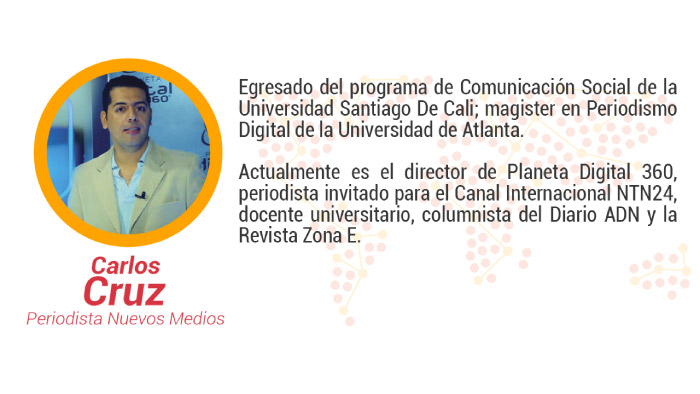 Egresado del programa de Comunicación Social de la
Universidad Santiago De Cali; magister en Periodismo
Digital de la Universidad de Atlanta.
Actualmente es el director de Planeta Digital 360,
periodista invitado para el Canal Internacional NTN24,
docente universitario, columnista del Diario ADN y la
Revista Zona E.
Carlos
Cruz
Periodista Nuevos Medios